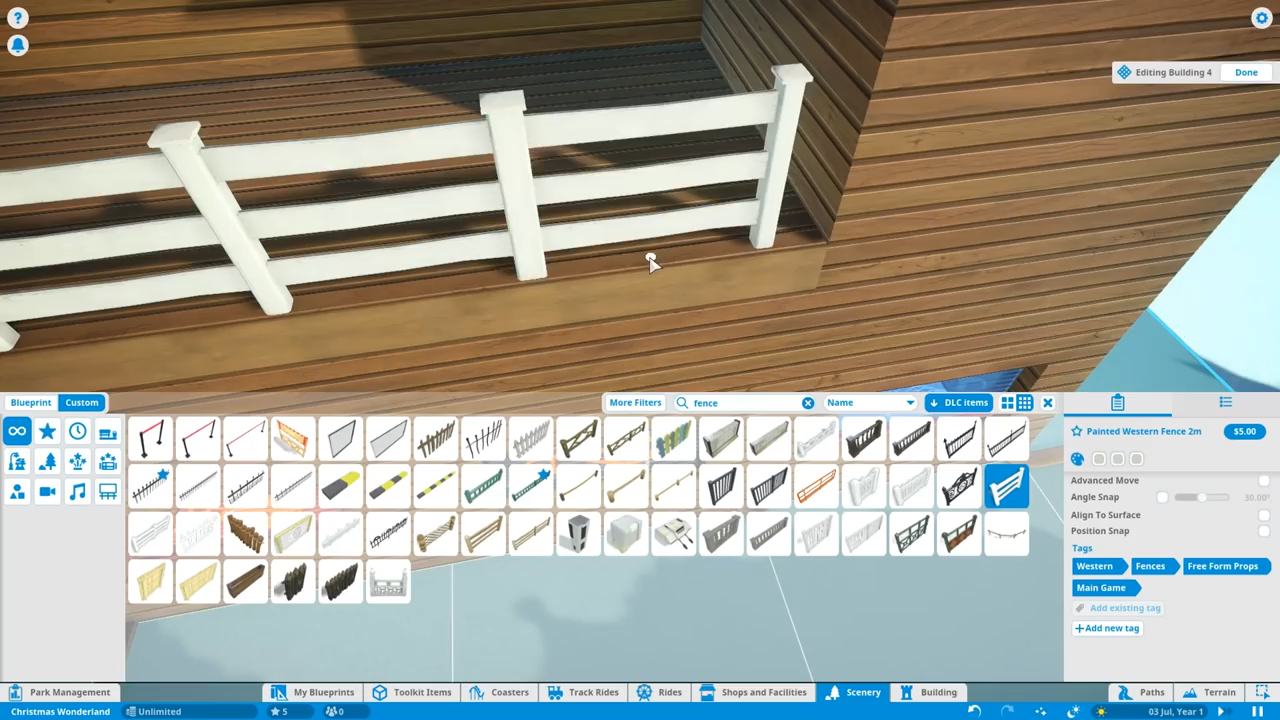 ?
Editing Building 4
Done
Blueprint
Custom
More Filters
fence
Name
DLC items
Painted Western Fence 2m
$5.00
Advanced Move
Angle Snap
30.00°
Align To Surface
Position Snap
Tags
Western
Fences
Free Form Props
Main Game
Add existing tag
+Add new tag
Park Management
My Blueprints
Toolkit Items
Coasters
Track Rides
Rides
Shops and Facilities
Scenery
Building
Paths
Terrain
Christmas Wonderland
Unlimited
5
0
03 Jul, Year 1